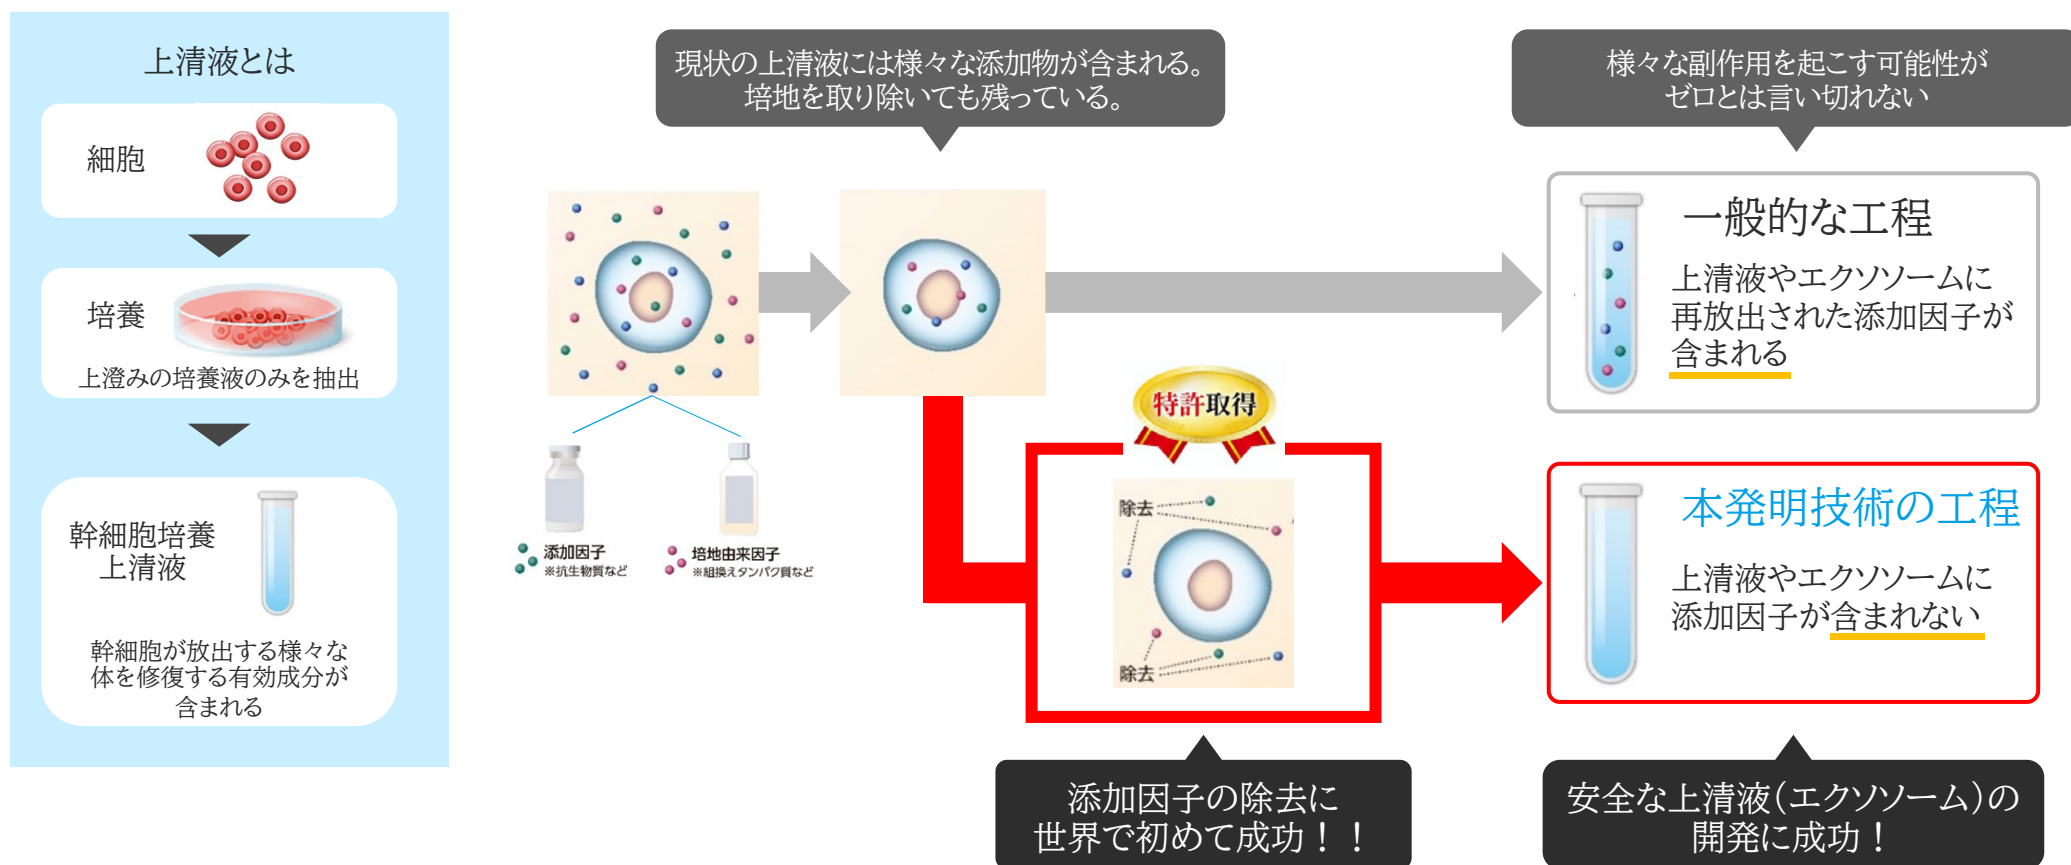 上清液とは
細胞
培養
上澄みの培養液のみを抽出
幹細胞培養
上清液
幹細胞が放出する様々な
体を修復する有効成分が
含まれる
現状の上清液には様々な添加物が含まれる。
培地を取り除いても残っている。
添加因子
※抗生物質など
培地由来因子
※組換えタンパク質など
特許取得
除去
除去
添加因子の除去に
世界で初めて成功！！
様々な副作用を起こす可能性が
ゼロとは言い切れない
一般的な工程
上清液やエクソソームに
再放出された添加因子が
含まれる
本発明技術の工程
上清液やエクソソームに
添加因子が含まれない
安全な上清液（エクソソーム）の
開発に成功！